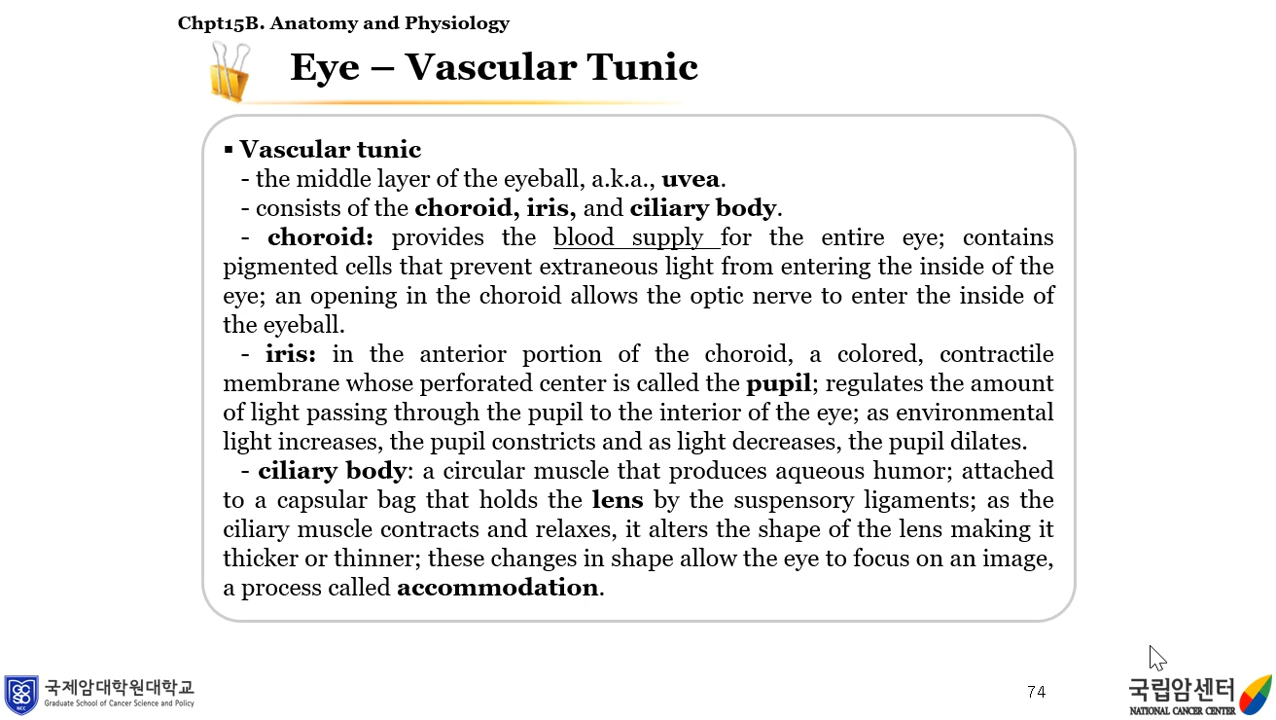 Chpt15B. Anatomy and Physiology
Eye – Vascular Tunic
▪ Vascular tunic
- the middle layer of the eyeball, a.k.a., uvea.
- consists of the choroid, iris, and ciliary body.
- choroid: provides the blood supply for the entire eye; contains
pigmented cells that prevent extraneous light from entering the inside of the
eye; an opening in the choroid allows the optic nerve to enter the inside of
the eyeball.
- iris: in the anterior portion of the choroid, a colored, contractile
membrane whose perforated center is called the pupil; regulates the amount
of light passing through the pupil to the interior of the eye; as environmental
light increases, the pupil constricts and as light decreases, the pupil dilates.
- ciliary body: a circular muscle that produces aqueous humor; attached
to a capsular bag that holds the lens by the suspensory ligaments; as the
ciliary muscle contracts and relaxes, it alters the shape of the lens making it
thicker or thinner; these changes in shape allow the eye to focus on an image,
a process called accommodation.
국제암대학원대학교
Graduate School of Cancer Science and Policy
74
국립암센터
NATIONAL CANCER CENTER